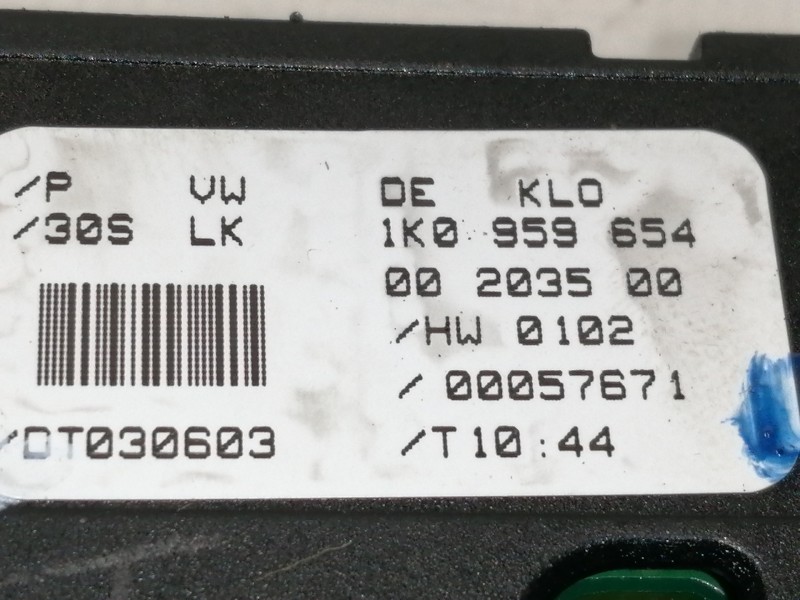 /P VW DE KLO
/30S LK 1K0 959 654
00 2035 00
/HW 0102
/00057671
/DT030603 /T10:44